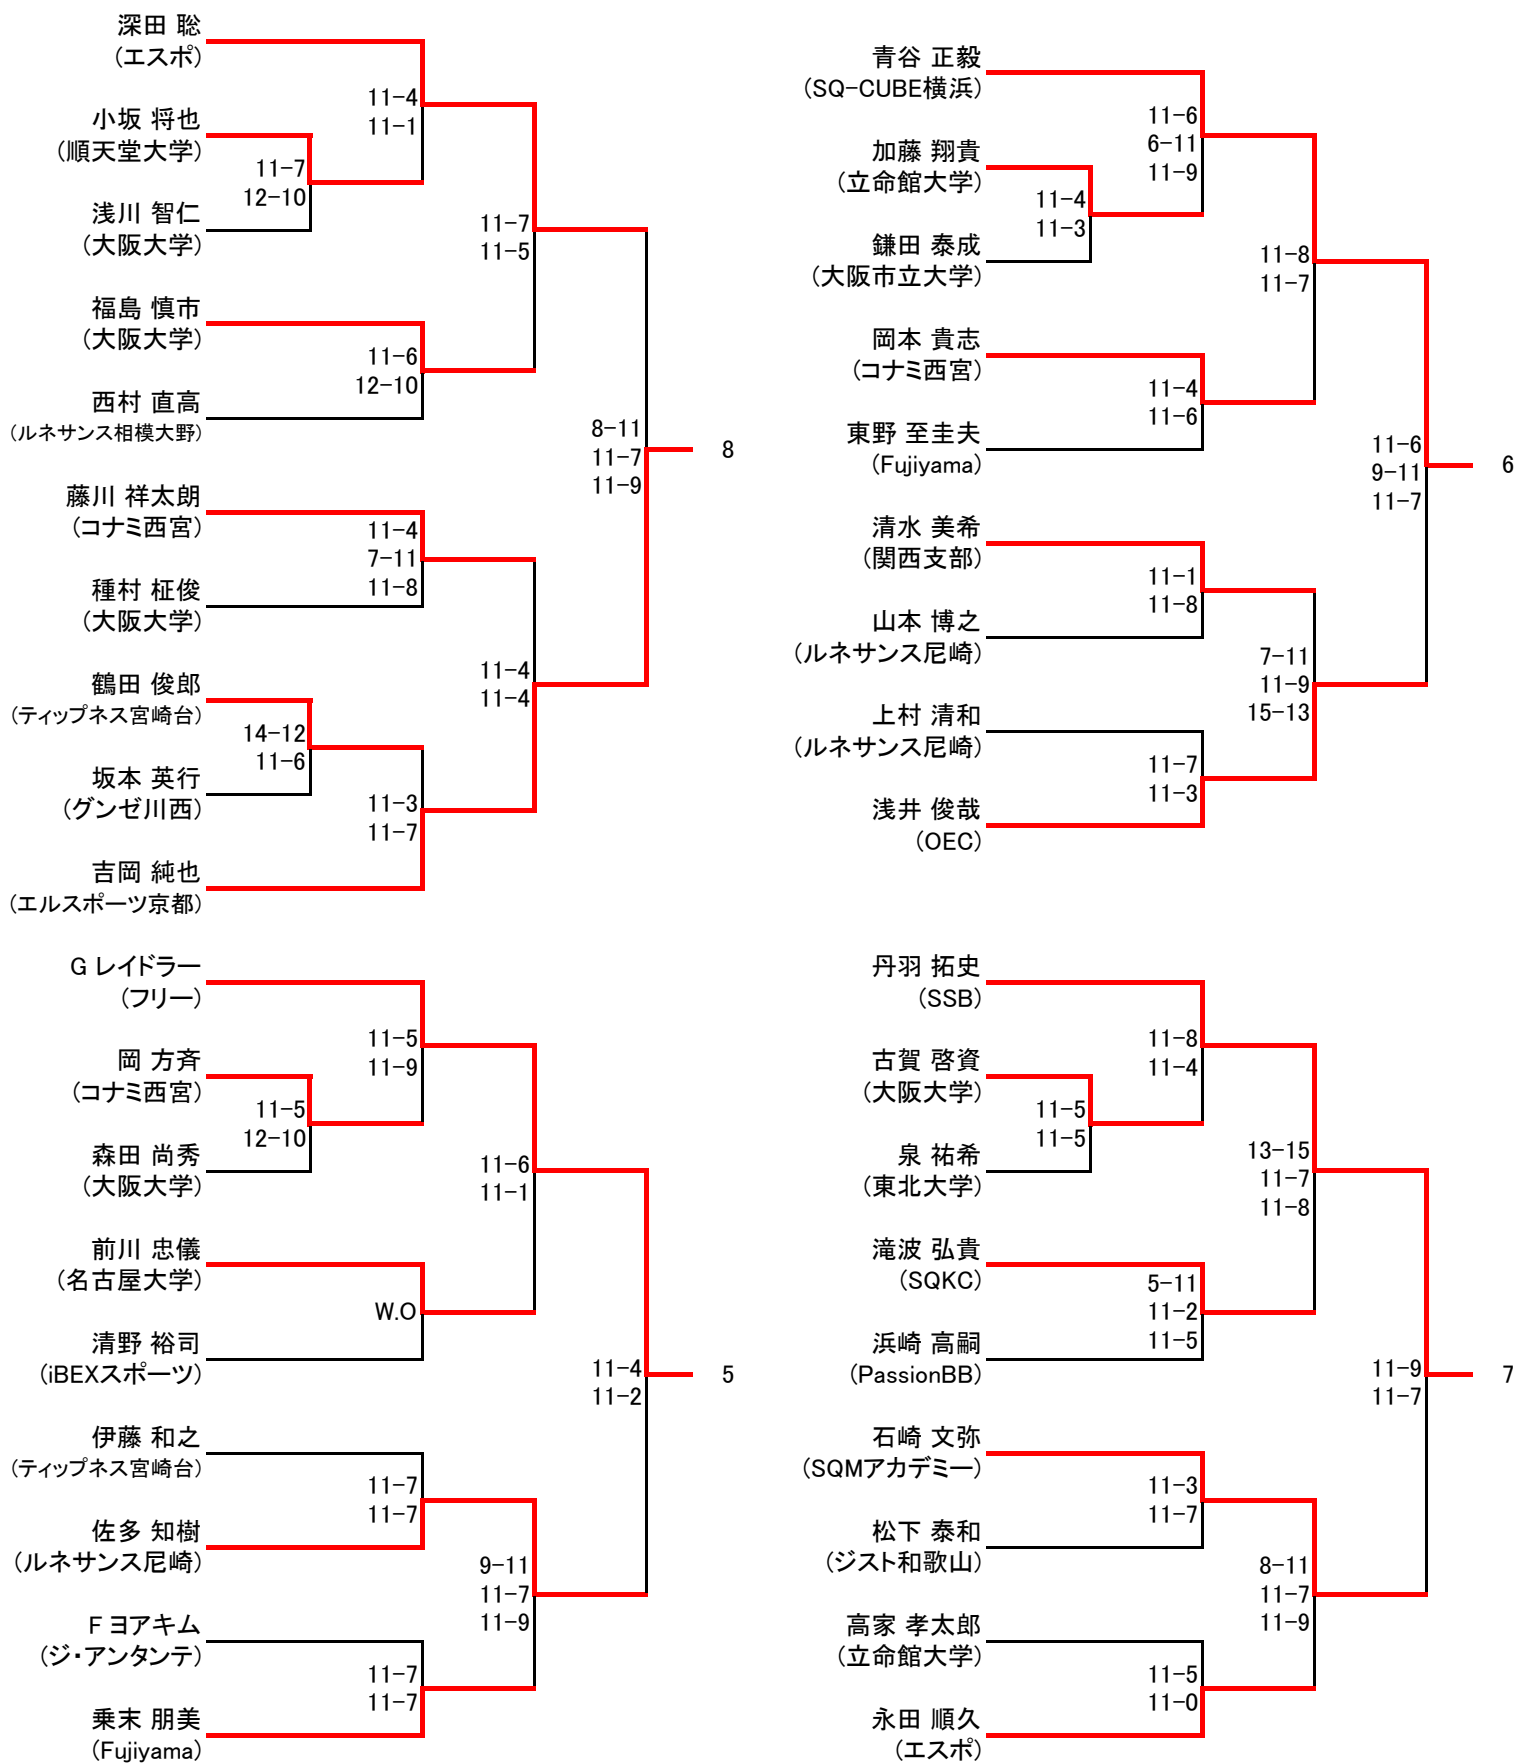 深田 聡
(エスポ)
11-4
11-1
小坂 将也
(順天堂大学)
11-7
12-10
浅川 智仁
(大阪大学)
11-7
11-5
福島 慎市
(大阪大学)
11-6
12-10
西村 直高
(ルネサンス相模大野)
8-11
11-7
11-9
8
藤川 祥太朗
(コナミ西宮)
11-4
7-11
11-8
種村 柾俊
(大阪大学)
11-4
11-4
鶴田 俊郎
(ティップネス宮崎台)
14-12
11-6
坂本 英行
(グンゼ川西)
11-3
11-7
吉岡 純也
(エルスポーツ京都)
青谷 正毅
(SQ-CUBE横浜)
11-6
6-11
11-9
加藤 翔貴
(立命館大学)
11-4
11-3
鎌田 泰成
(大阪市立大学)
11-8
11-7
岡本 貴志
(コナミ西宮)
11-4
11-6
東野 至圭夫
(Fujiyama)
11-6
9-11
11-7
6
清水 美希
(関西支部)
11-1
11-8
山本 博之
(ルネサンス尼崎)
7-11
11-9
15-13
上村 清和
(ルネサンス尼崎)
11-7
11-3
浅井 俊哉
(OEC)
G レイドラー
(フリー)
11-5
11-9
岡 方斉
(コナミ西宮)
11-5
12-10
森田 尚秀
(大阪大学)
11-6
11-1
前川 忠儀
(名古屋大学)
W.O
清野 裕司
(iBEXスポーツ)
11-4
11-2
5
伊藤 和之
(ティップネス宮崎台)
11-7
11-7
佐多 知樹
(ルネサンス尼崎)
9-11
11-7
11-9
F ヨアキム
(ジ・アンタンテ)
11-7
11-7
乗末 朋美
(Fujiyama)
丹羽 拓史
(SSB)
11-8
11-4
古賀 啓資
(大阪大学)
11-5
11-5
泉 祐希
(東北大学)
13-15
11-7
11-8
滝波 弘貴
(SQKC)
5-11
11-2
11-5
浜崎 高嗣
(PassionBB)
11-9
11-7
7
石崎 文弥
(SQMアカデミー)
11-3
11-7
松下 泰和
(ジスト和歌山)
8-11
11-7
11-9
高家 孝太郎
(立命館大学)
11-5
11-0
永田 順久
(エスポ)